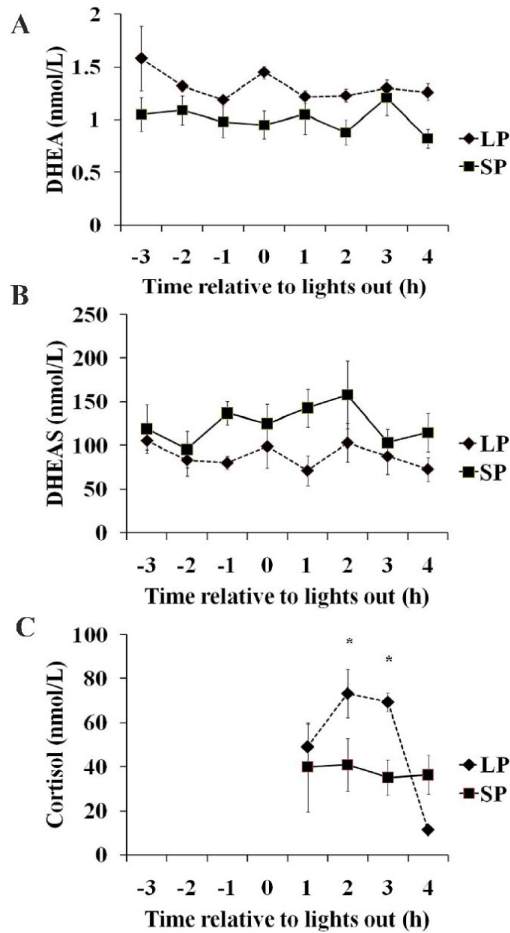 A
2
1.5
1
0.5
0
DHEA (nmol/L)
LP
SP
-3 -2 -1 0 1 2 3 4
Time relative to lights out (h)
B
250
200
150
100
50
0
DHEAS (nmol/L)
LP
SP
-3 -2 -1 0 1 2 3 4
Time relative to lights out (h)
C
100
80
60
40
20
0
Cortisol (nmol/L)
* *
LP
SP
-3 -2 -1 0 1 2 3 4
Time relative to lights out (h)